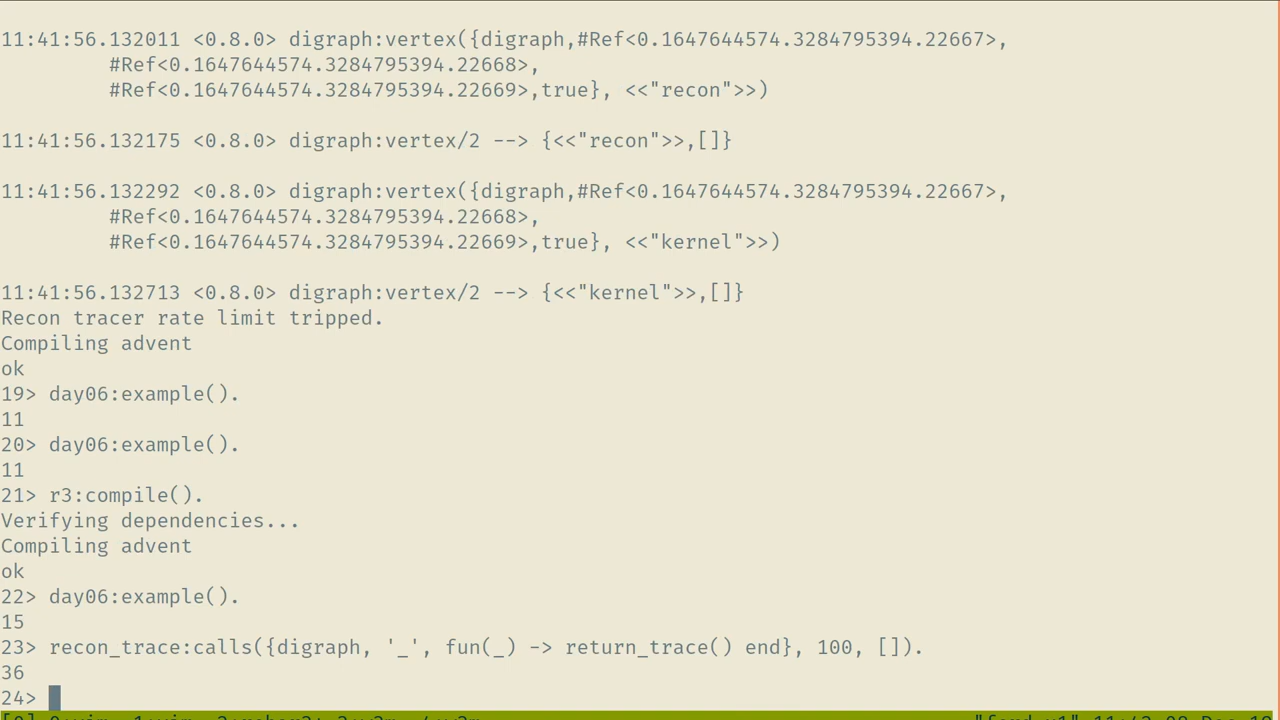 11:41:56.132011 <0.8.0> digraph:vertex({digraph,#Ref<0.1647644574.3284795394.22667>,
#Ref<0.1647644574.3284795394.22668>,
#Ref<0.1647644574.3284795394.22669>,true}, <<"recon">>)
11:41:56.132175 <0.8.0> digraph:vertex/2 --> {<<"recon">>,[]}
11:41:56.132292 <0.8.0> digraph:vertex({digraph,#Ref<0.1647644574.3284795394.22667>,
#Ref<0.1647644574.3284795394.22668>,
#Ref<0.1647644574.3284795394.22669>,true}, <<"kernel">>)
11:41:56.132713 <0.8.0> digraph:vertex/2 --> {<<"kernel">>,[]}
Recon tracer rate limit tripped.
Compiling advent
ok
19> day06:example().
11
20> day06:example().
11
21> r3:compile().
Verifying dependencies...
Compiling advent
ok
22> day06:example().
15
23> recon_trace:calls({digraph, '_', fun(_) -> return_trace() end}, 100, []).
36
24>